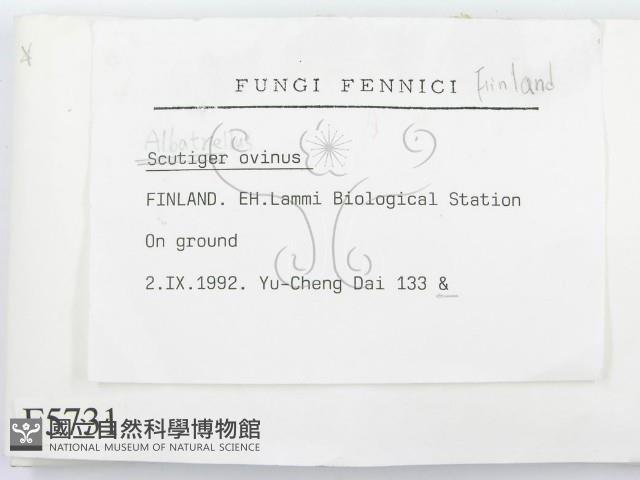 FUNGI FENNICI Finland
Albatrellus
Scutiger ovinus
FINLAND. EH.Lammi Biological Station
On ground
2.IX.1992. Yu-Cheng Dai 133 &
F5731
國立自然科學博物館
NATIONAL MUSEUM OF NATURAL SCIENCE